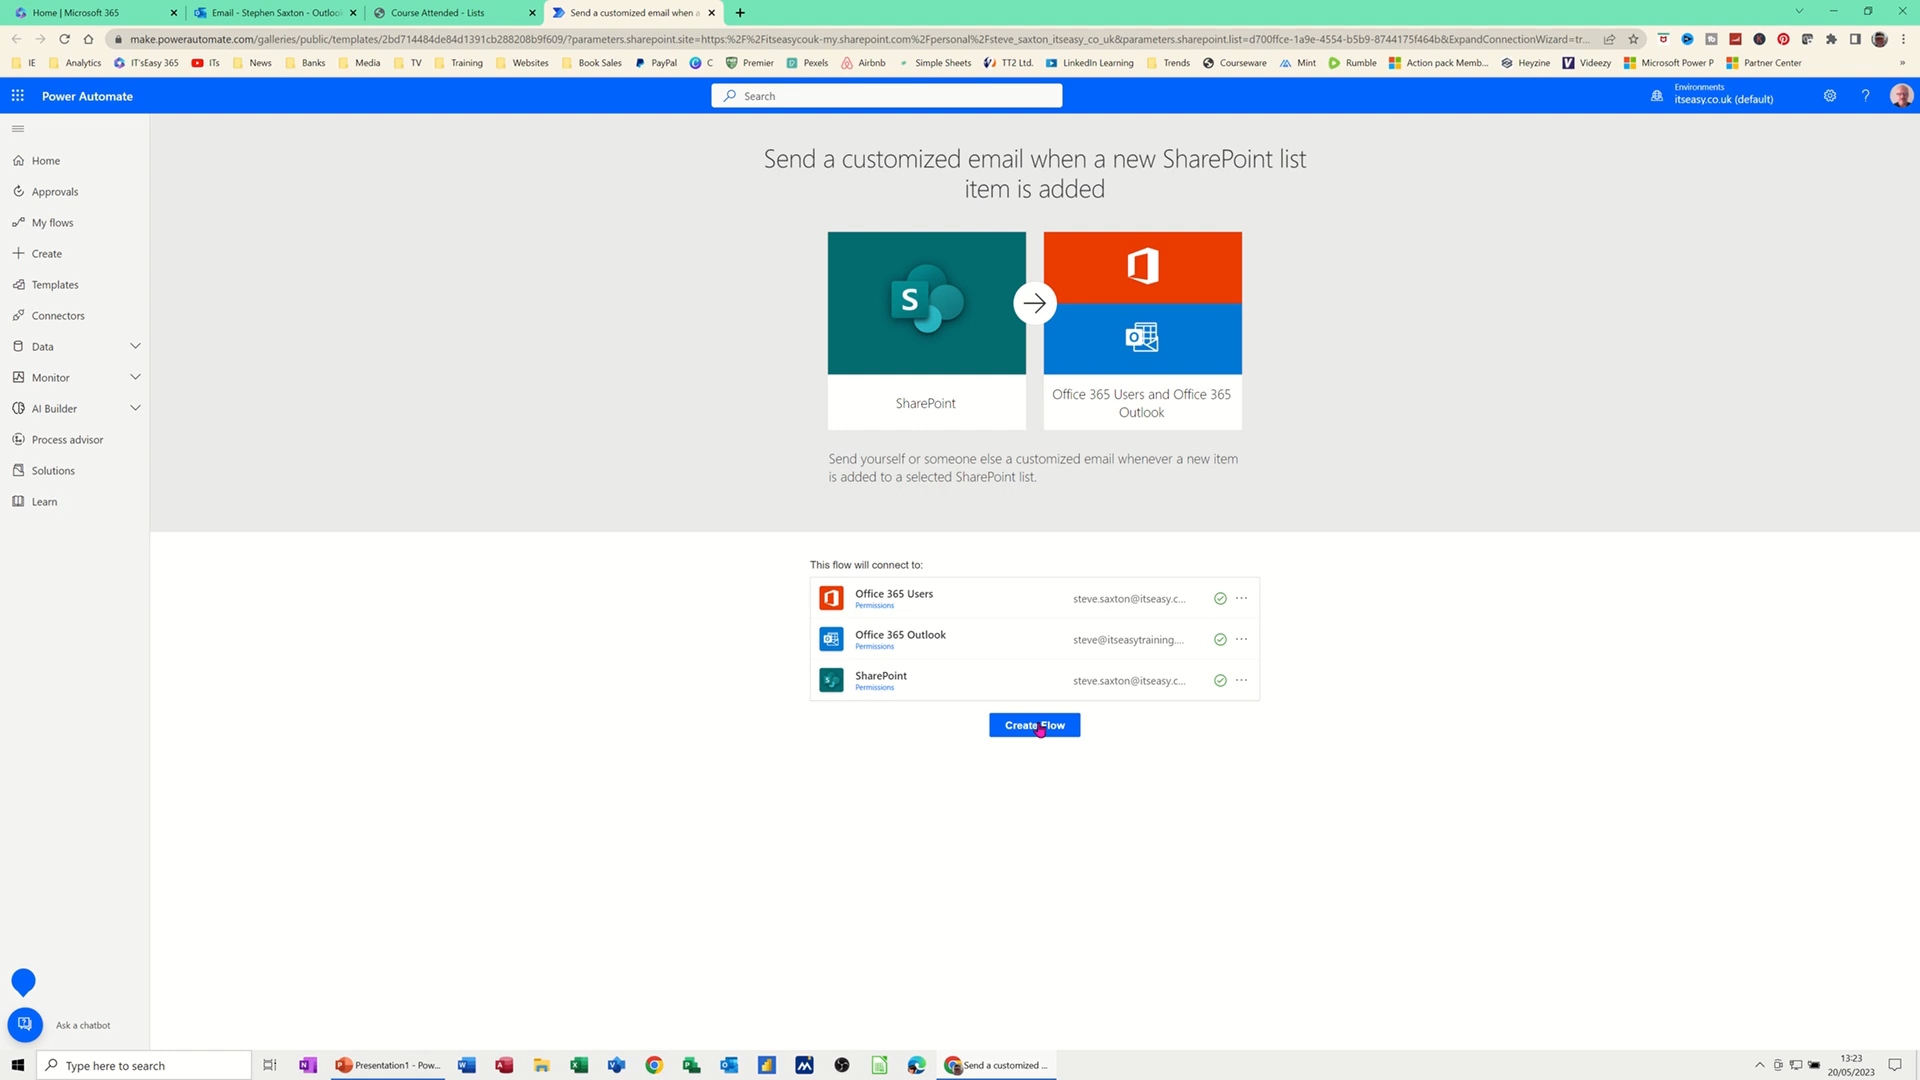 Home | Microsoft 365
Email - Stephen Saxton - Outlook
Course Attended - Lists
Send a customized email when a
make.powerautomate.com/galleries/public/templates/2bd714484de84d1391cb288208b9f609/?parameters.sharepoint.site=https:%2F%2Fitseasycouk-my.sharepoint.com%2Fpersonal%2Fsteve_saxton_itseasy_co_uk&parameters.sharepoint.list=d700ffce-1a9e-4554-b5b9-8744175f464b&ExpandConnectionWizard=tr...
IE
Analytics
IT'sEasy 365
ITs
News
Banks
Media
TV
Training
Websites
Book Sales
PayPal
C
Premier
Pexels
Airbnb
Simple Sheets
TT2 Ltd.
LinkedIn Learning
Trends
Courseware
Mint
Rumble
Action pack Memb...
Heyzine
Videezy
Microsoft Power P
Partner Center
»
Power Automate
Search
Environments
itseasy.co.uk (default)
Home
Approvals
My flows
Create
Templates
Connectors
Data
Monitor
AI Builder
Process advisor
Solutions
Learn
Send a customized email when a new SharePoint list
item is added
SharePoint
Office 365 Users and Office 365
Outlook
Send yourself or someone else a customized email whenever a new item
is added to a selected SharePoint list.
This flow will connect to:
Office 365 Users
Permissions
steve.saxton@itseasy.c...
Office 365 Outlook
Permissions
steve@itseasytraining....
SharePoint
Permissions
steve.saxton@itseasy.c...
Create Flow
Ask a chatbot
Type here to search
Presentation1 - Pow...
Send a customized ...
13:23
20/05/2023